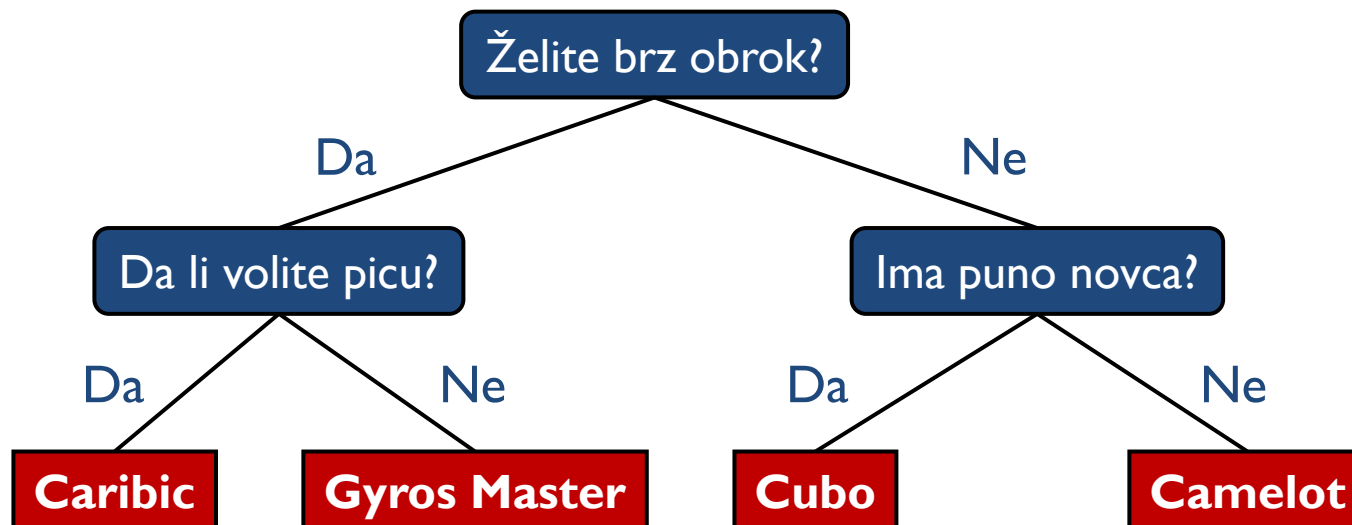 Želite brz obrok?
Da
Ne
Da li volite picu?
Ima puno novca?
Da
Ne
Da
Ne
Caribic
Gyros Master
Cubo
Camelot